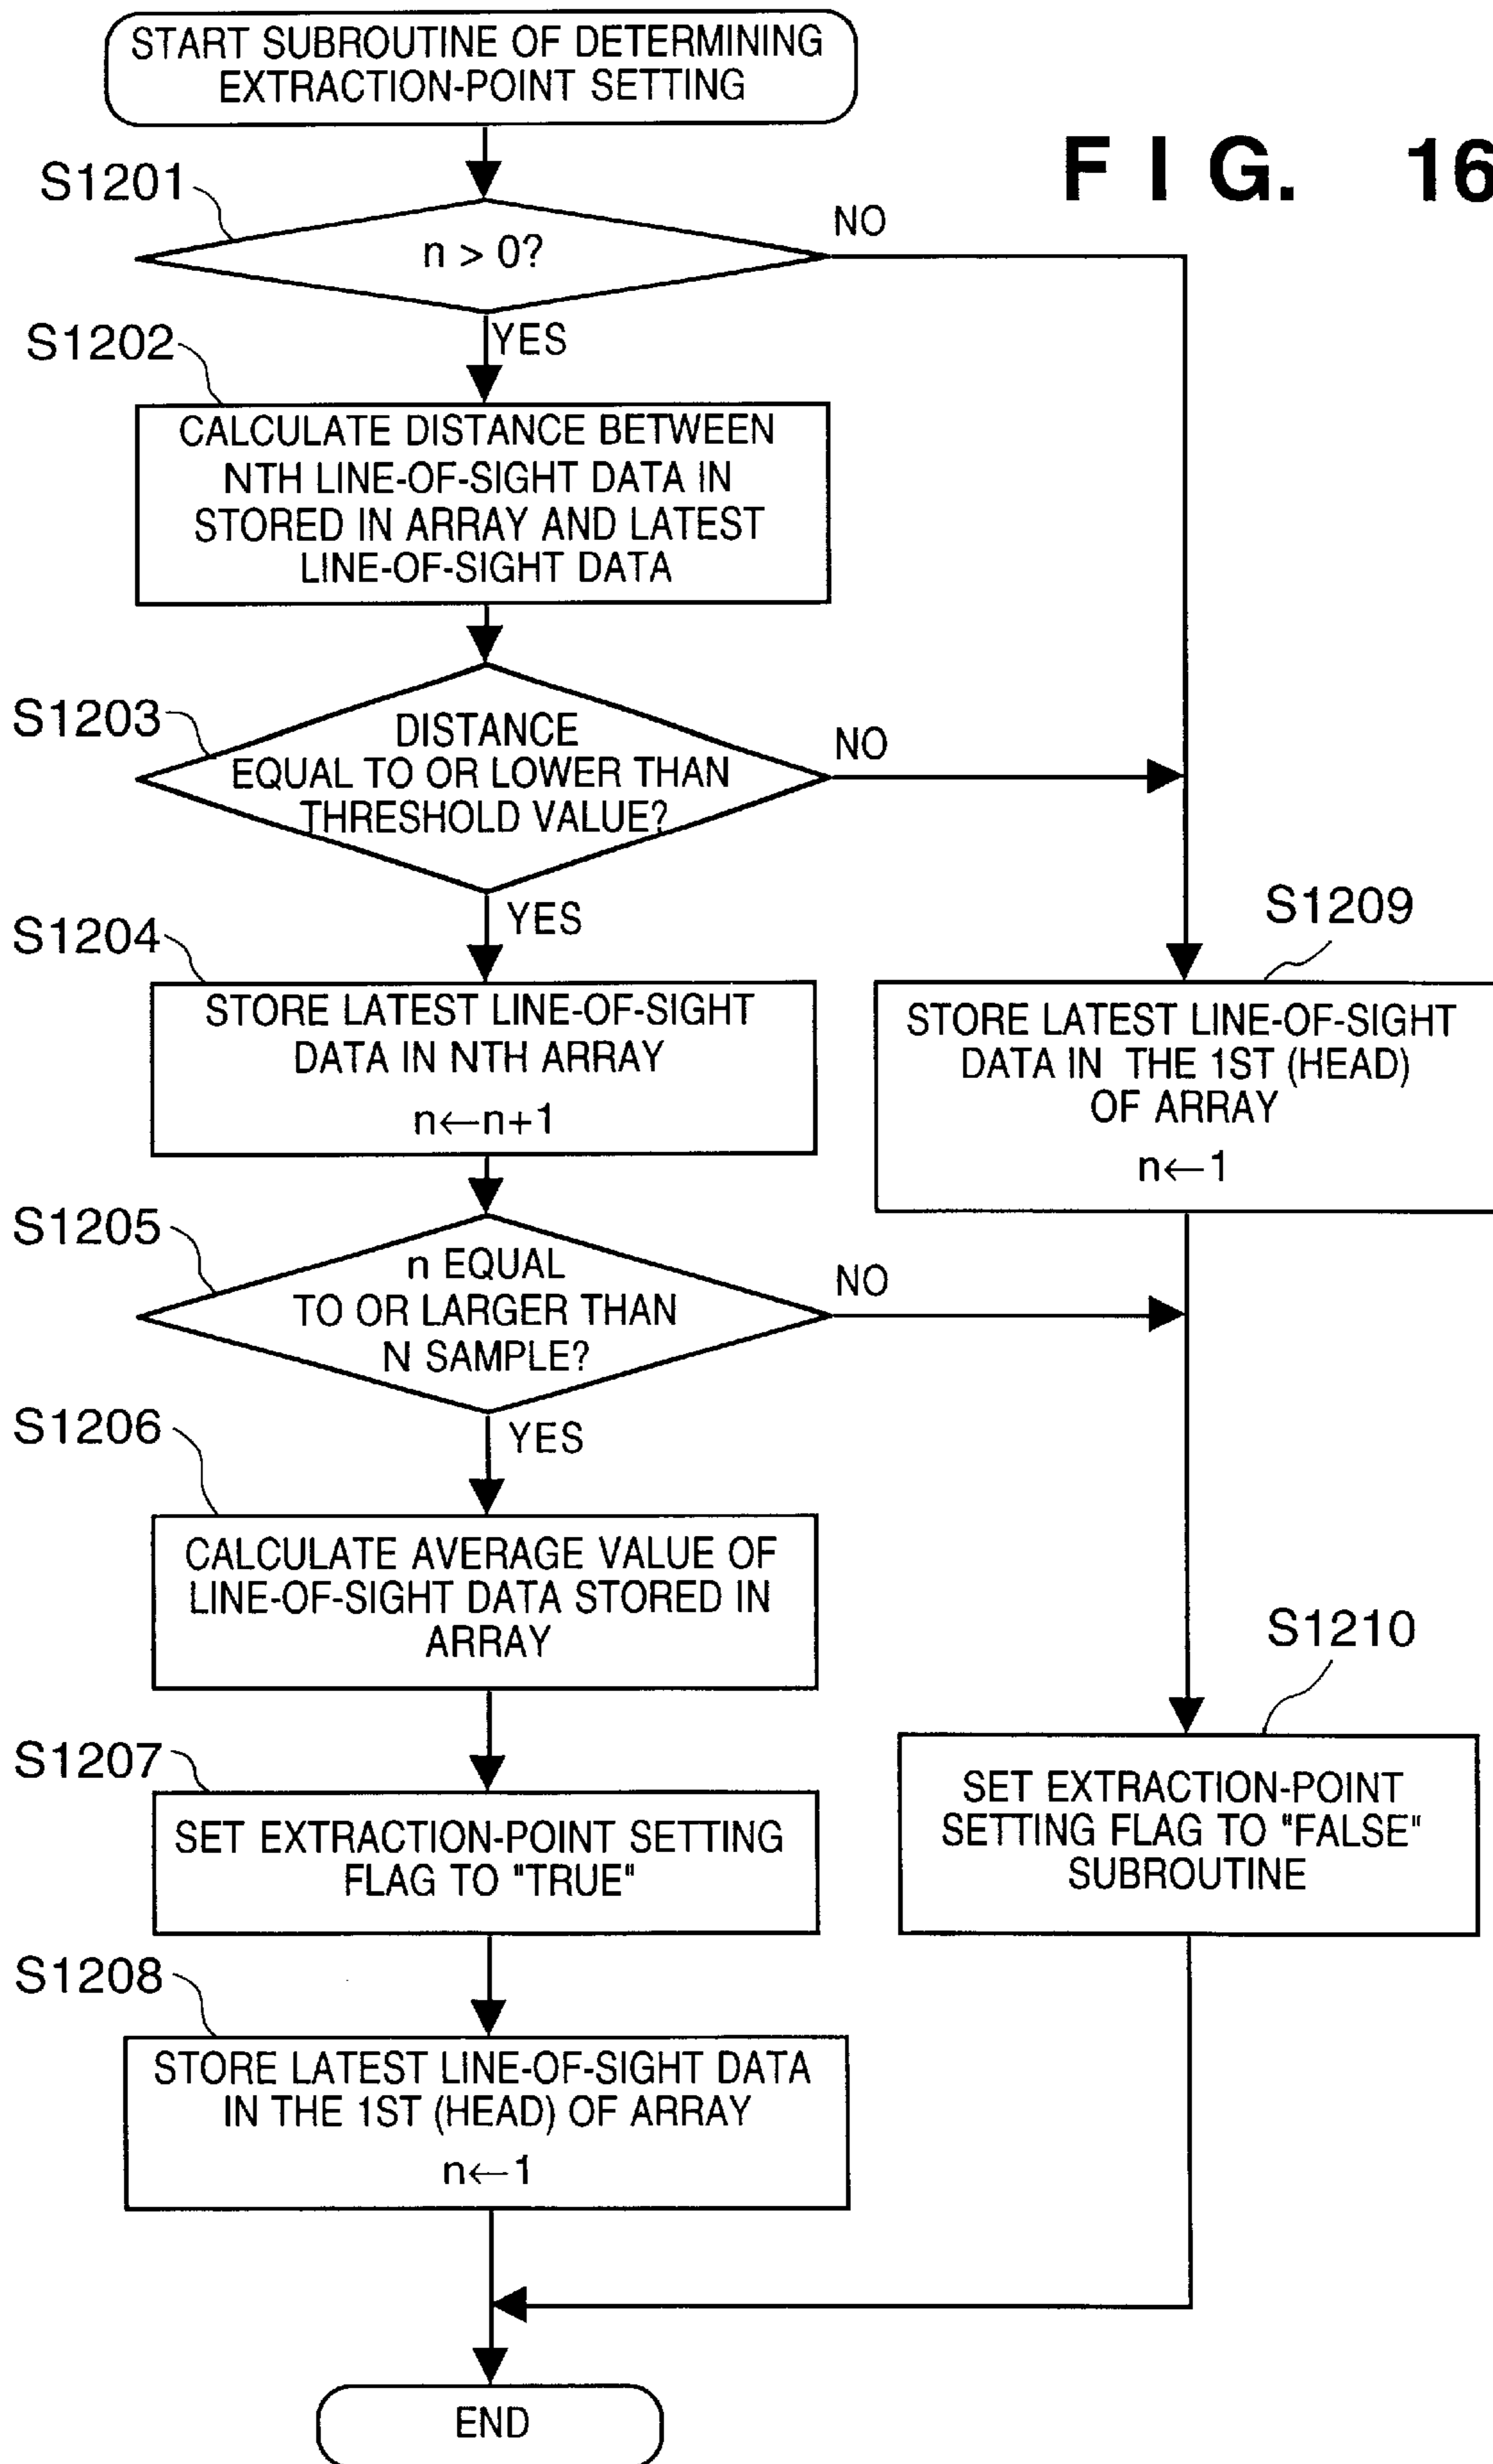 START SUBROUTINE OF DETERMINING
EXTRACTION-POINT SETTING
FIG. 16
S1201
n > 0?
NO
YES
S1202
CALCULATE DISTANCE BETWEEN
NTH LINE-OF-SIGHT DATA IN
STORED IN ARRAY AND LATEST
LINE-OF-SIGHT DATA
S1203
DISTANCE
EQUAL TO OR LOWER THAN
THRESHOLD VALUE?
NO
YES
S1204
STORE LATEST LINE-OF-SIGHT
DATA IN NTH ARRAY
n←n+1
S1209
STORE LATEST LINE-OF-SIGHT
DATA IN THE 1ST (HEAD)
OF ARRAY
n←1
S1205
n EQUAL
TO OR LARGER THAN
N SAMPLE?
NO
YES
S1206
CALCULATE AVERAGE VALUE OF
LINE-OF-SIGHT DATA STORED IN
ARRAY
S1207
SET EXTRACTION-POINT SETTING
FLAG TO "TRUE"
S1210
SET EXTRACTION-POINT
SETTING FLAG TO "FALSE"
SUBROUTINE
S1208
STORE LATEST LINE-OF-SIGHT DATA
IN THE 1ST (HEAD) OF ARRAY
n←1
END